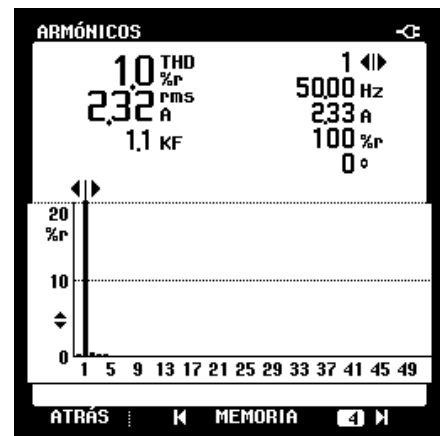 ARMÓNICOS
1,0 THD %r
2,32 rms A
1,1 KF
1
50,00 Hz
2,33 A
100 %r
0 °
20
%r
10
0
1 5 9 13 17 21 25 29 33 37 41 45 49
ATRÁS MEMORIA 4